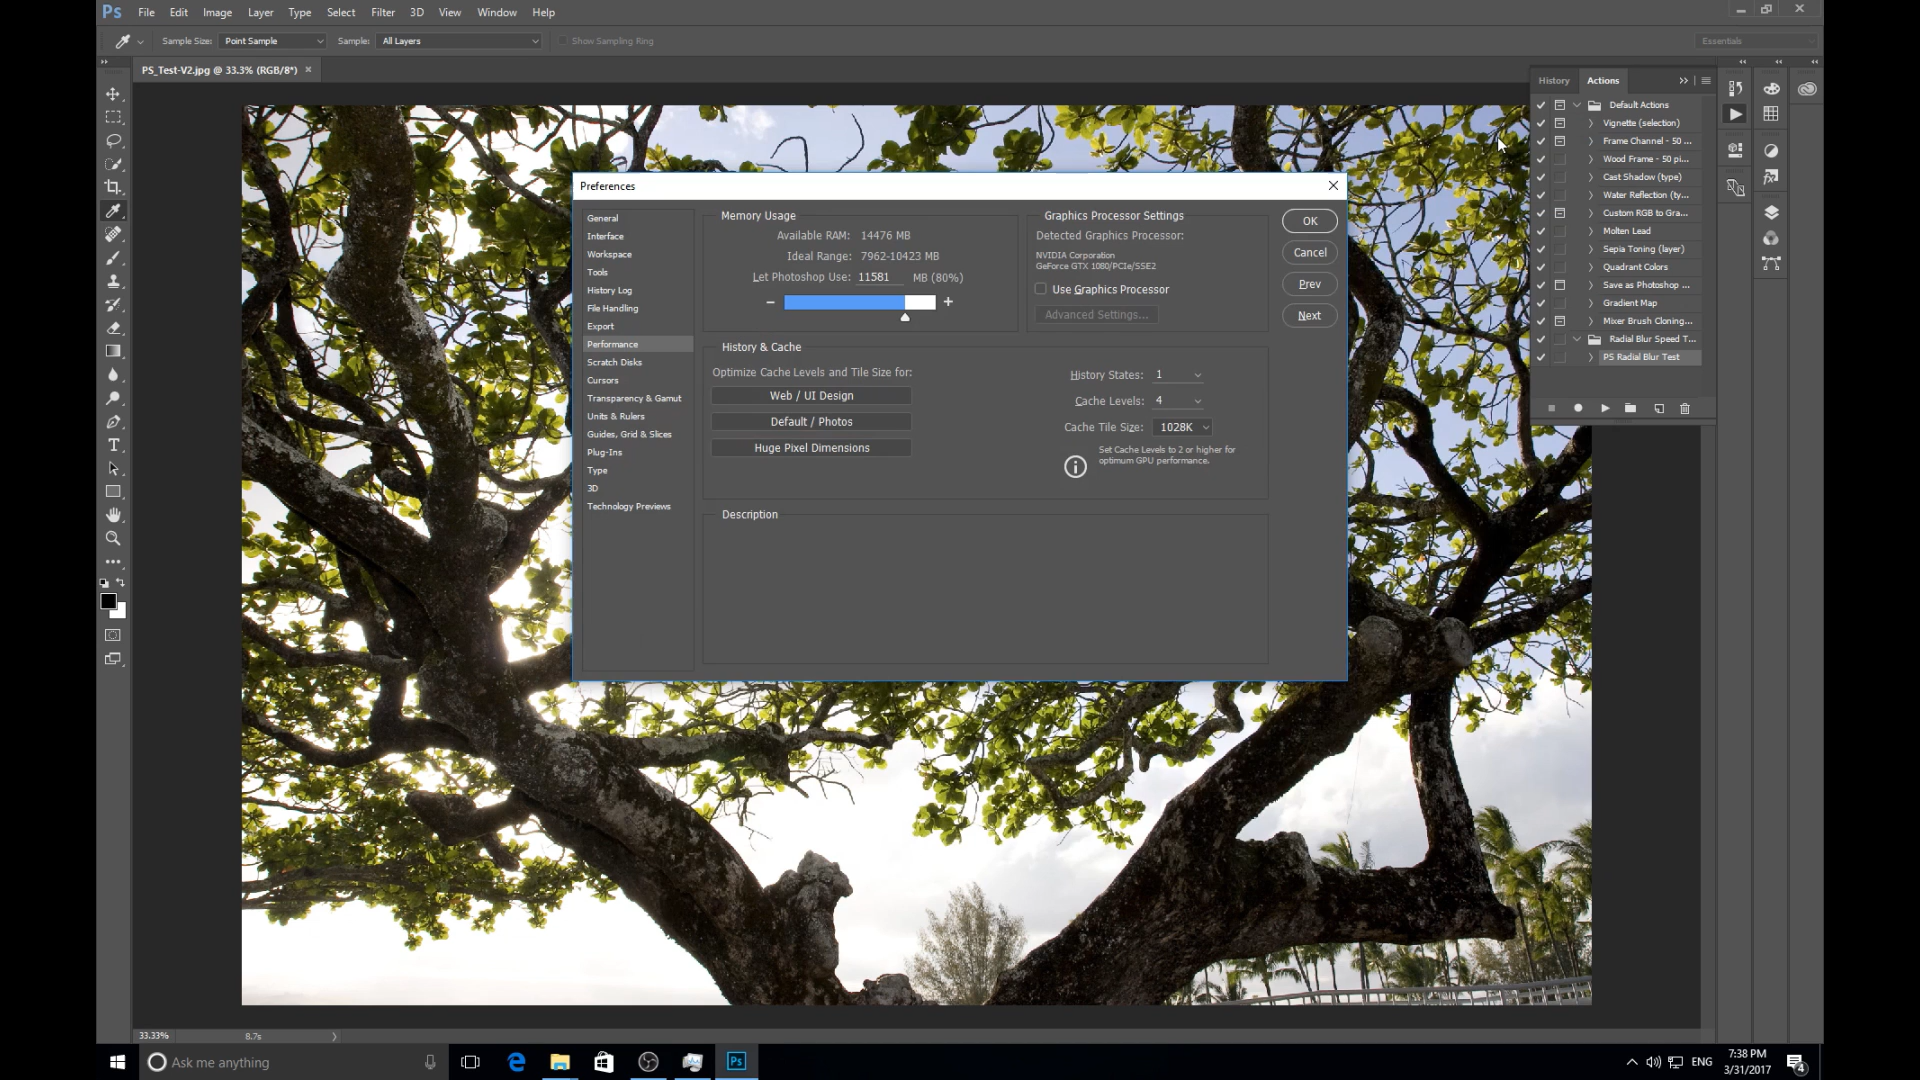 Ps File Edit Image Layer Type Select Filter 3D View Window Help
Sample Size: Point Sample Sample: All Layers Show Sampling Ring Essentials
PS_Test-V2.jpg @ 33.3% (RGB/8*) ×
History Actions
Default Actions
Vignette (selection)
Frame Channel - 50 ...
Wood Frame - 50 pi...
Cast Shadow (type)
Water Reflection (ty...
Custom RGB to Gra...
Molten Lead
Sepia Toning (layer)
Quadrant Colors
Save as Photoshop ...
Gradient Map
Mixer Brush Cloning...
Radial Blur Speed T...
PS Radial Blur Test
Preferences
General
Interface
Workspace
Tools
History Log
File Handling
Export
Performance
Scratch Disks
Cursors
Transparency & Gamut
Units & Rulers
Guides, Grid & Slices
Plug-Ins
Type
3D
Technology Previews
Memory Usage
Available RAM: 14476 MB
Ideal Range: 7962-10423 MB
Let Photoshop Use: 11581 MB (80%)
Graphics Processor Settings
Detected Graphics Processor:
NVIDIA Corporation
GeForce GTX 1080/PCIe/SSE2
Use Graphics Processor
Advanced Settings...
OK
Cancel
Prev
Next
History & Cache
Optimize Cache Levels and Tile Size for:
Web / UI Design
Default / Photos
Huge Pixel Dimensions
History States: 1
Cache Levels: 4
Cache Tile Size: 1028K
Set Cache Levels to 2 or higher for
optimum GPU performance.
Description
33.33% 8.7s
Ask me anything
Ps
ENG
7:38 PM
3/31/2017
4